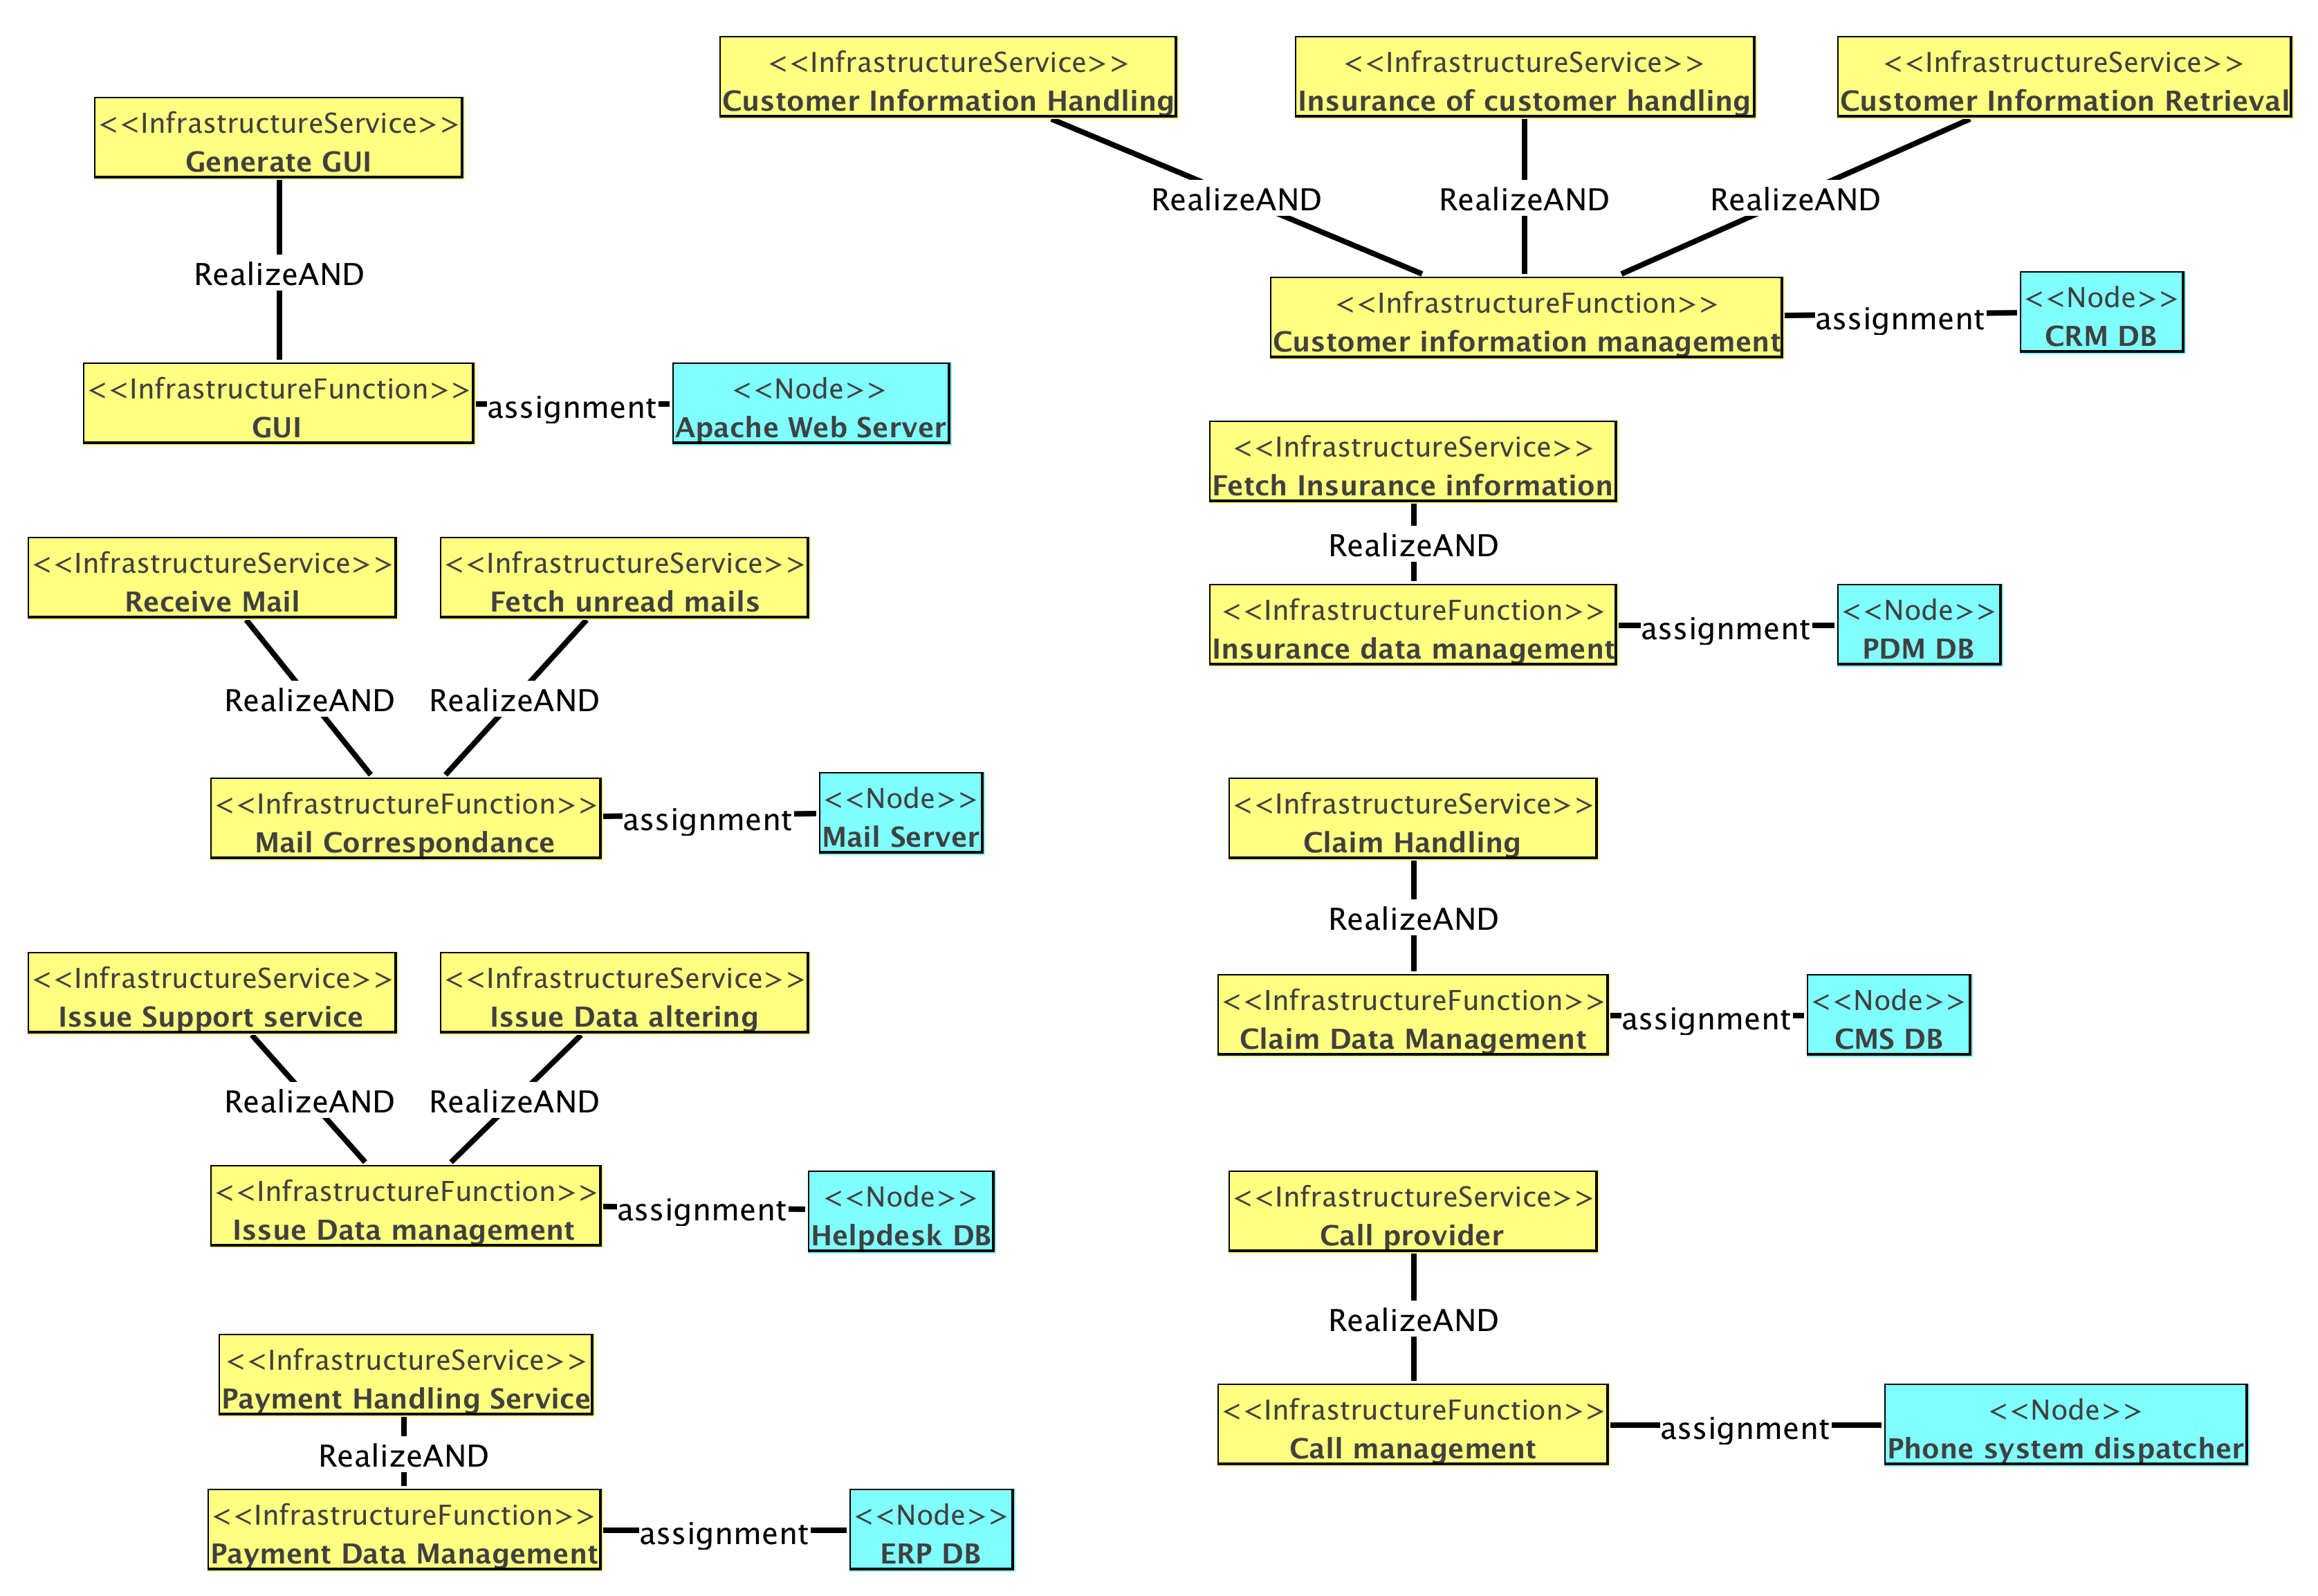 <<InfrastructureService>>
Customer Information Handling
<<InfrastructureService>>
Insurance of customer handling
<<InfrastructureService>>
Customer Information Retrieval
<<InfrastructureService>>
Generate GUI
RealizeAND
RealizeAND
RealizeAND
RealizeAND
<<InfrastructureFunction>>
Customer information management
assignment
<<Node>>
CRM DB
<<InfrastructureFunction>>
GUI
assignment
<<Node>>
Apache Web Server
<<InfrastructureService>>
Fetch Insurance information
RealizeAND
<<InfrastructureFunction>>
Insurance data management
assignment
<<Node>>
PDM DB
<<InfrastructureService>>
Receive Mail
<<InfrastructureService>>
Fetch unread mails
RealizeAND
RealizeAND
<<InfrastructureFunction>>
Mail Correspondance
assignment
<<Node>>
Mail Server
<<InfrastructureService>>
Claim Handling
RealizeAND
<<InfrastructureFunction>>
Claim Data Management
assignment
<<Node>>
CMS DB
<<InfrastructureService>>
Issue Support service
<<InfrastructureService>>
Issue Data altering
RealizeAND
RealizeAND
<<InfrastructureFunction>>
Issue Data management
assignment
<<Node>>
Helpdesk DB
<<InfrastructureService>>
Call provider
RealizeAND
<<InfrastructureFunction>>
Call management
assignment
<<Node>>
Phone system dispatcher
<<InfrastructureService>>
Payment Handling Service
RealizeAND
<<InfrastructureFunction>>
Payment Data Management
assignment
<<Node>>
ERP DB